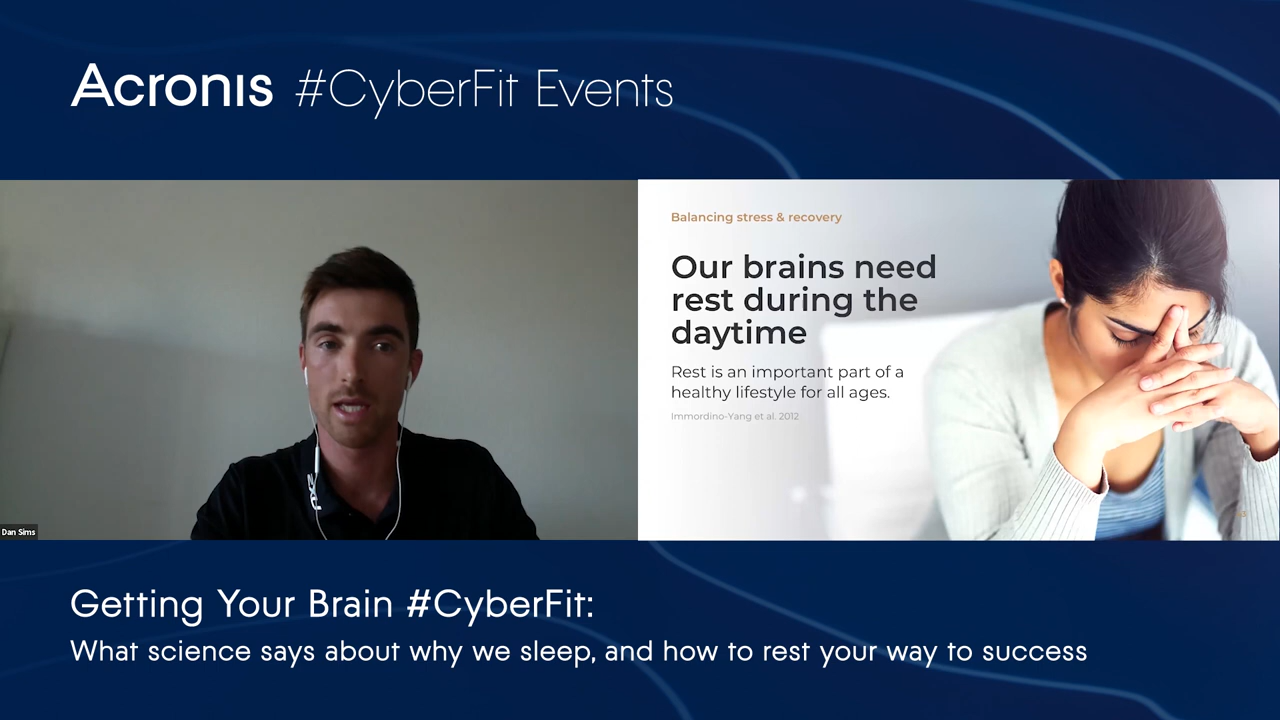 Acronis #CyberFit Events
Balancing stress & recovery
Our brains need
rest during the
daytime
Rest is an important part of a
healthy lifestyle for all ages.
Immordino-Yang et al. 2012
2XU
Dan Sims
Getting Your Brain #CyberFit:
What science says about why we sleep, and how to rest your way to success